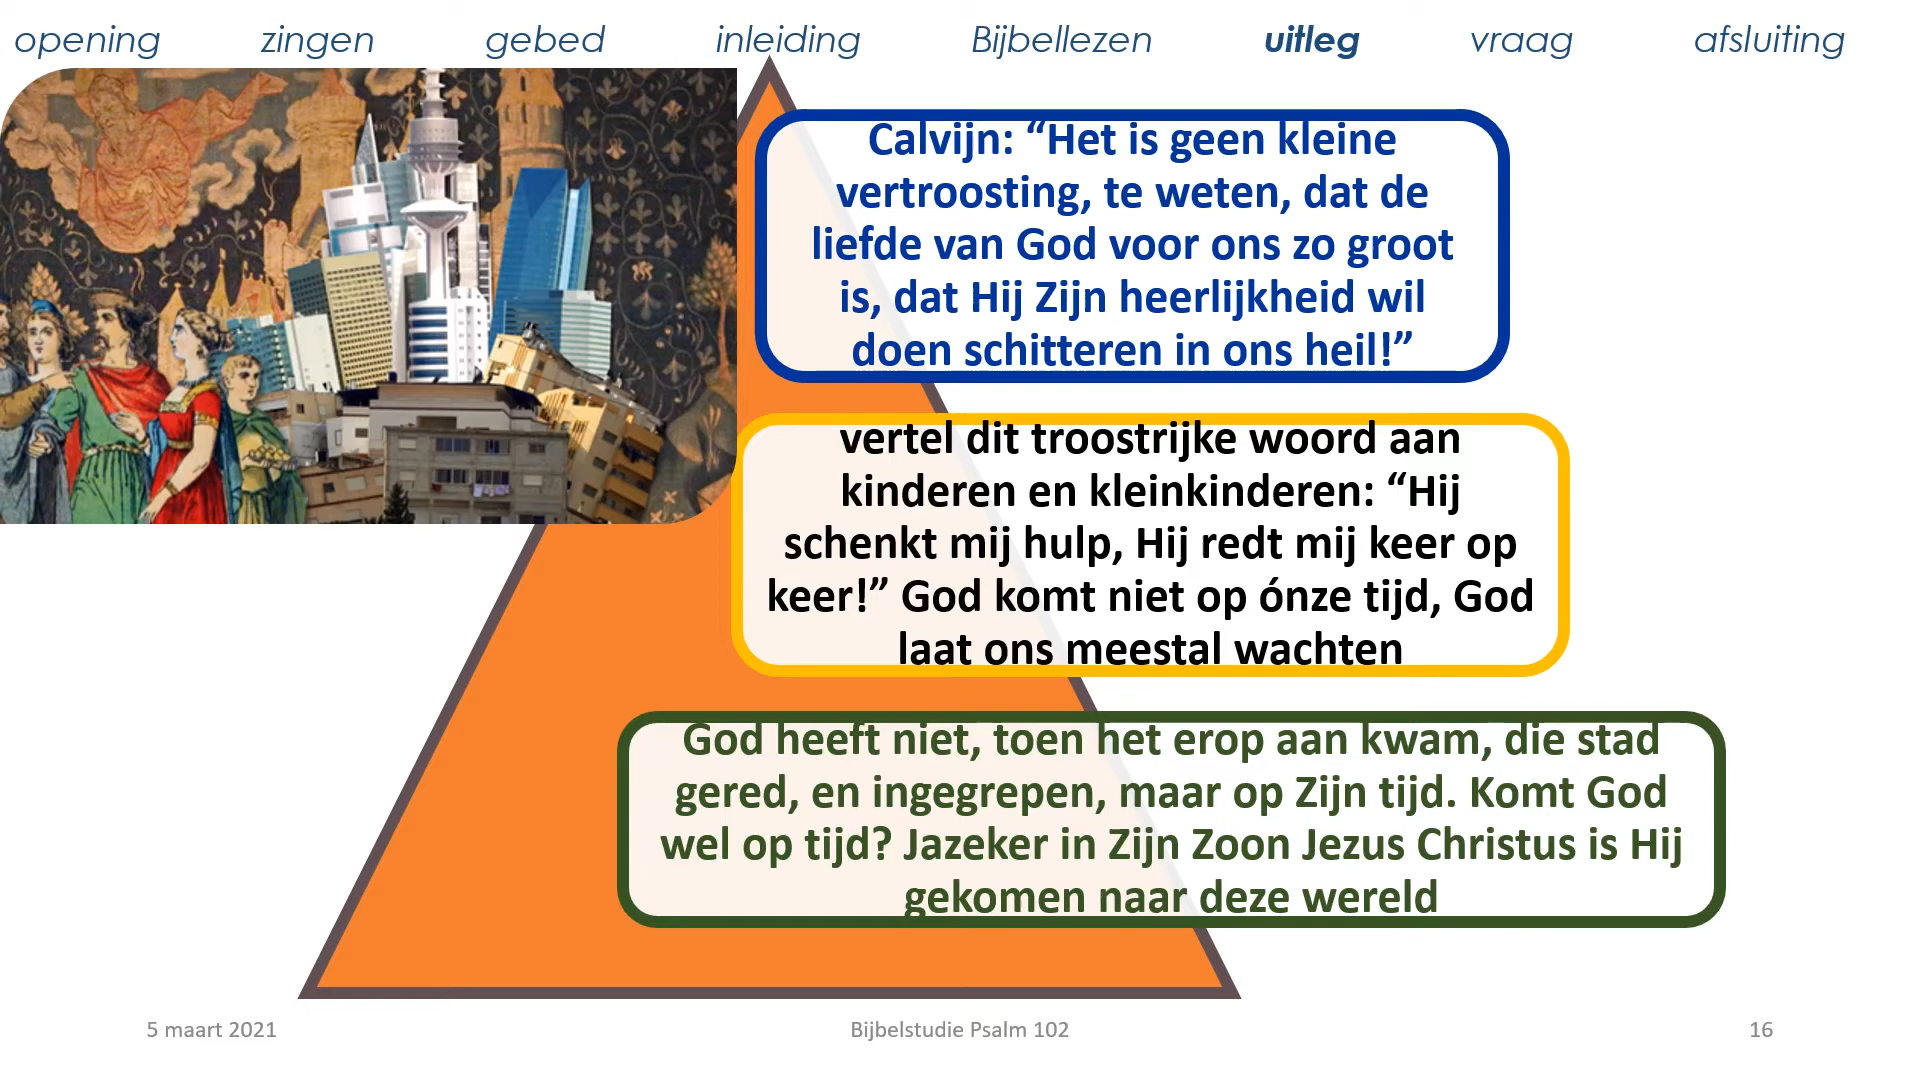 opening zingen gebed inleiding Bijbellezen uitleg vraag afsluiting
Calvijn: “Het is geen kleine
vertroosting, te weten, dat de
liefde van God voor ons zo groot
is, dat Hij Zijn heerlijkheid wil
doen schitteren in ons heil!”
vertel dit troostrijke woord aan
kinderen en kleinkinderen: “Hij
schenkt mij hulp, Hij redt mij keer op
keer!” God komt niet op ónze tijd, God
laat ons meestal wachten
God heeft niet, toen het erop aan kwam, die stad
gered, en ingegrepen, maar op Zijn tijd. Komt God
wel op tijd? Jazeker in Zijn Zoon Jezus Christus is Hij
gekomen naar deze wereld
5 maart 2021 Bijbelstudie Psalm 102 16